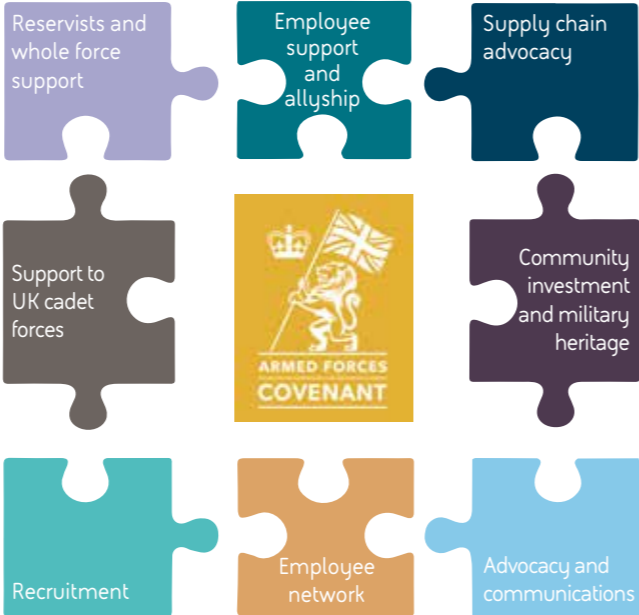 Reservists and
whole force
support
Employee
support
and
allyship
Supply chain
advocacy
Support to
UK cadet
forces
ARMED FORCES
COVENANT
Community
investment
and military
heritage
Recruitment
Employee
network
Advocacy and
communications